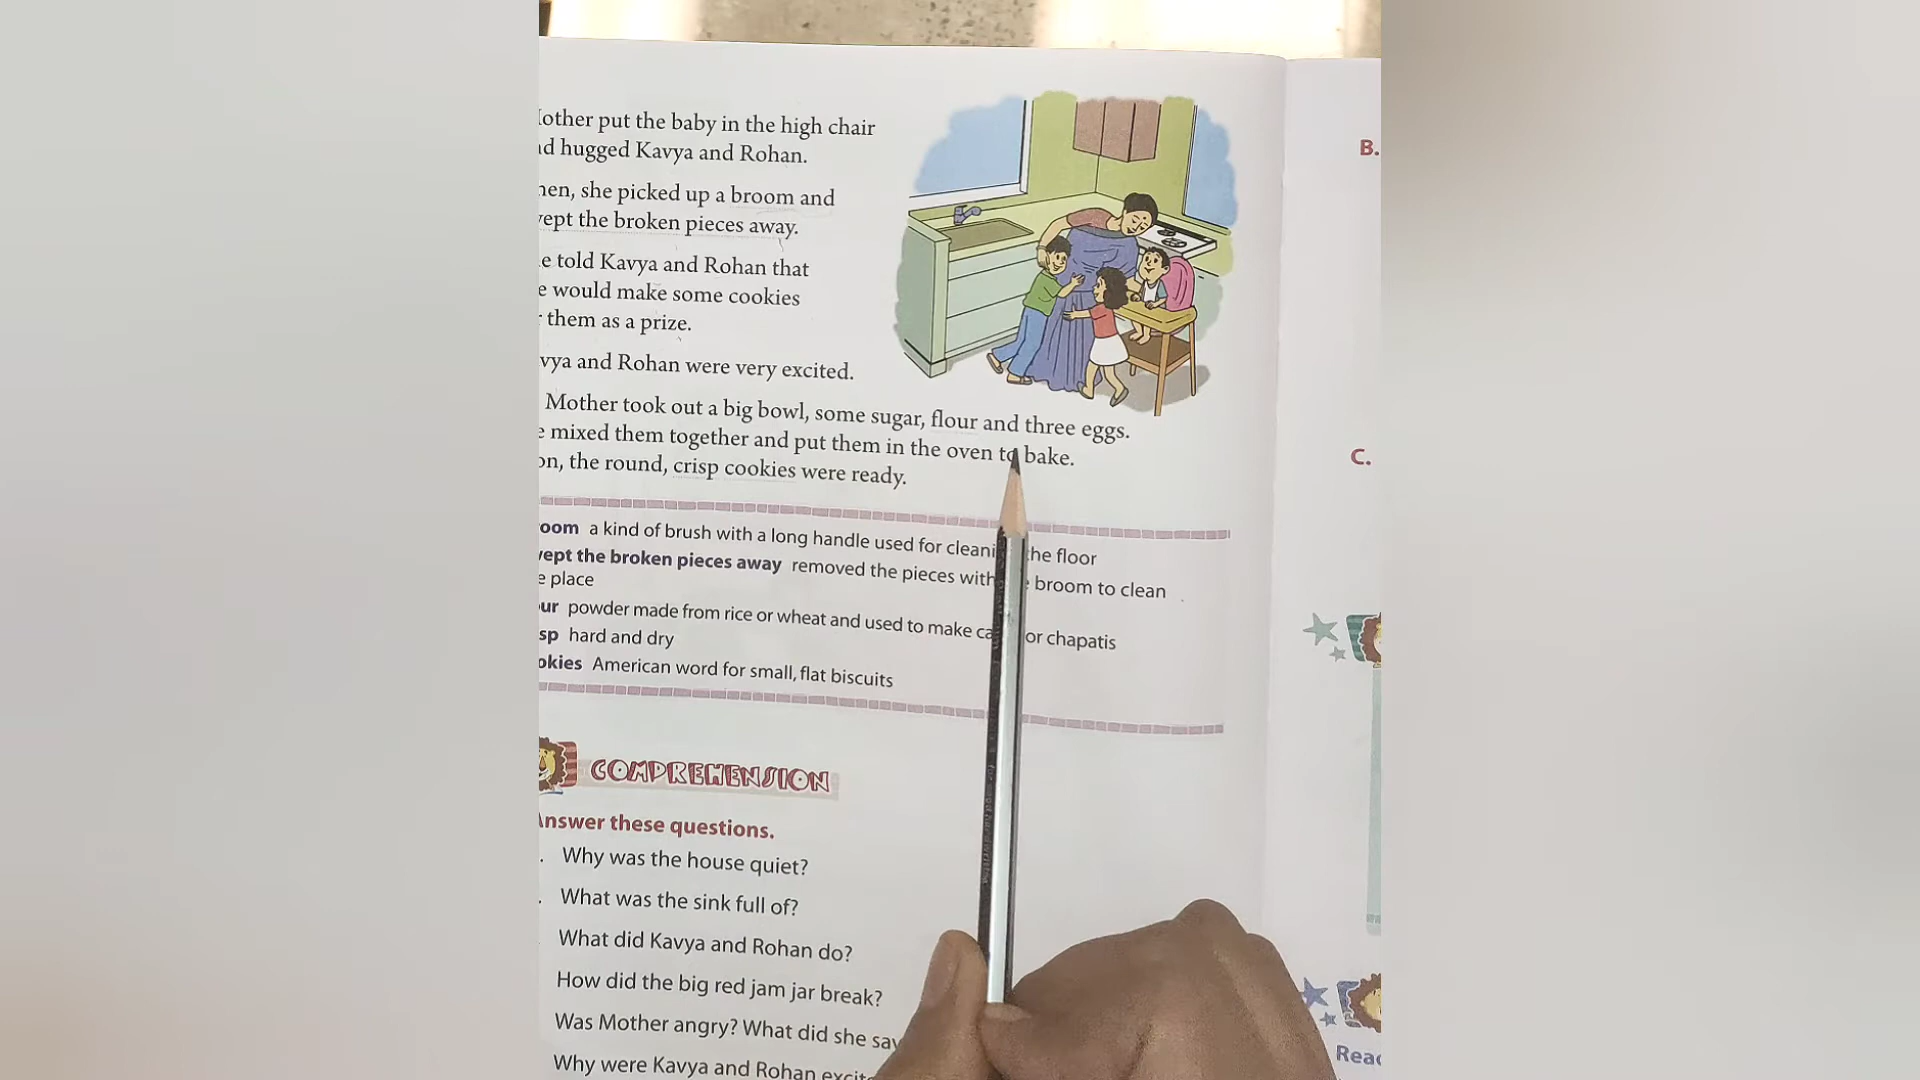 other put the baby in the high chair
d hugged Kavya and Rohan.
hen, she picked up a broom and
ept the broken pieces away.
e told Kavya and Rohan that
e would make some cookies
them as a prize.
vya and Rohan were very excited.
Mother took out a big bowl, some sugar, flour and three eggs.
e mixed them together and put them in the oven to bake.
on, the round, crisp cookies were ready.
oom a kind of brush with a long handle used for cleani he floor
ept the broken pieces away removed the pieces with broom to clean
e place
ur powder made from rice or wheat and used to make ca or chapatis
sp hard and dry
okies American word for small, flat biscuits
COMPREHENSION
Answer these questions.
. Why was the house quiet?
. What was the sink full of?
What did Kavya and Rohan do?
How did the big red jam jar break?
Was Mother angry? What did she say
Why were Kavya and Rohan excit
B.
C.
Read